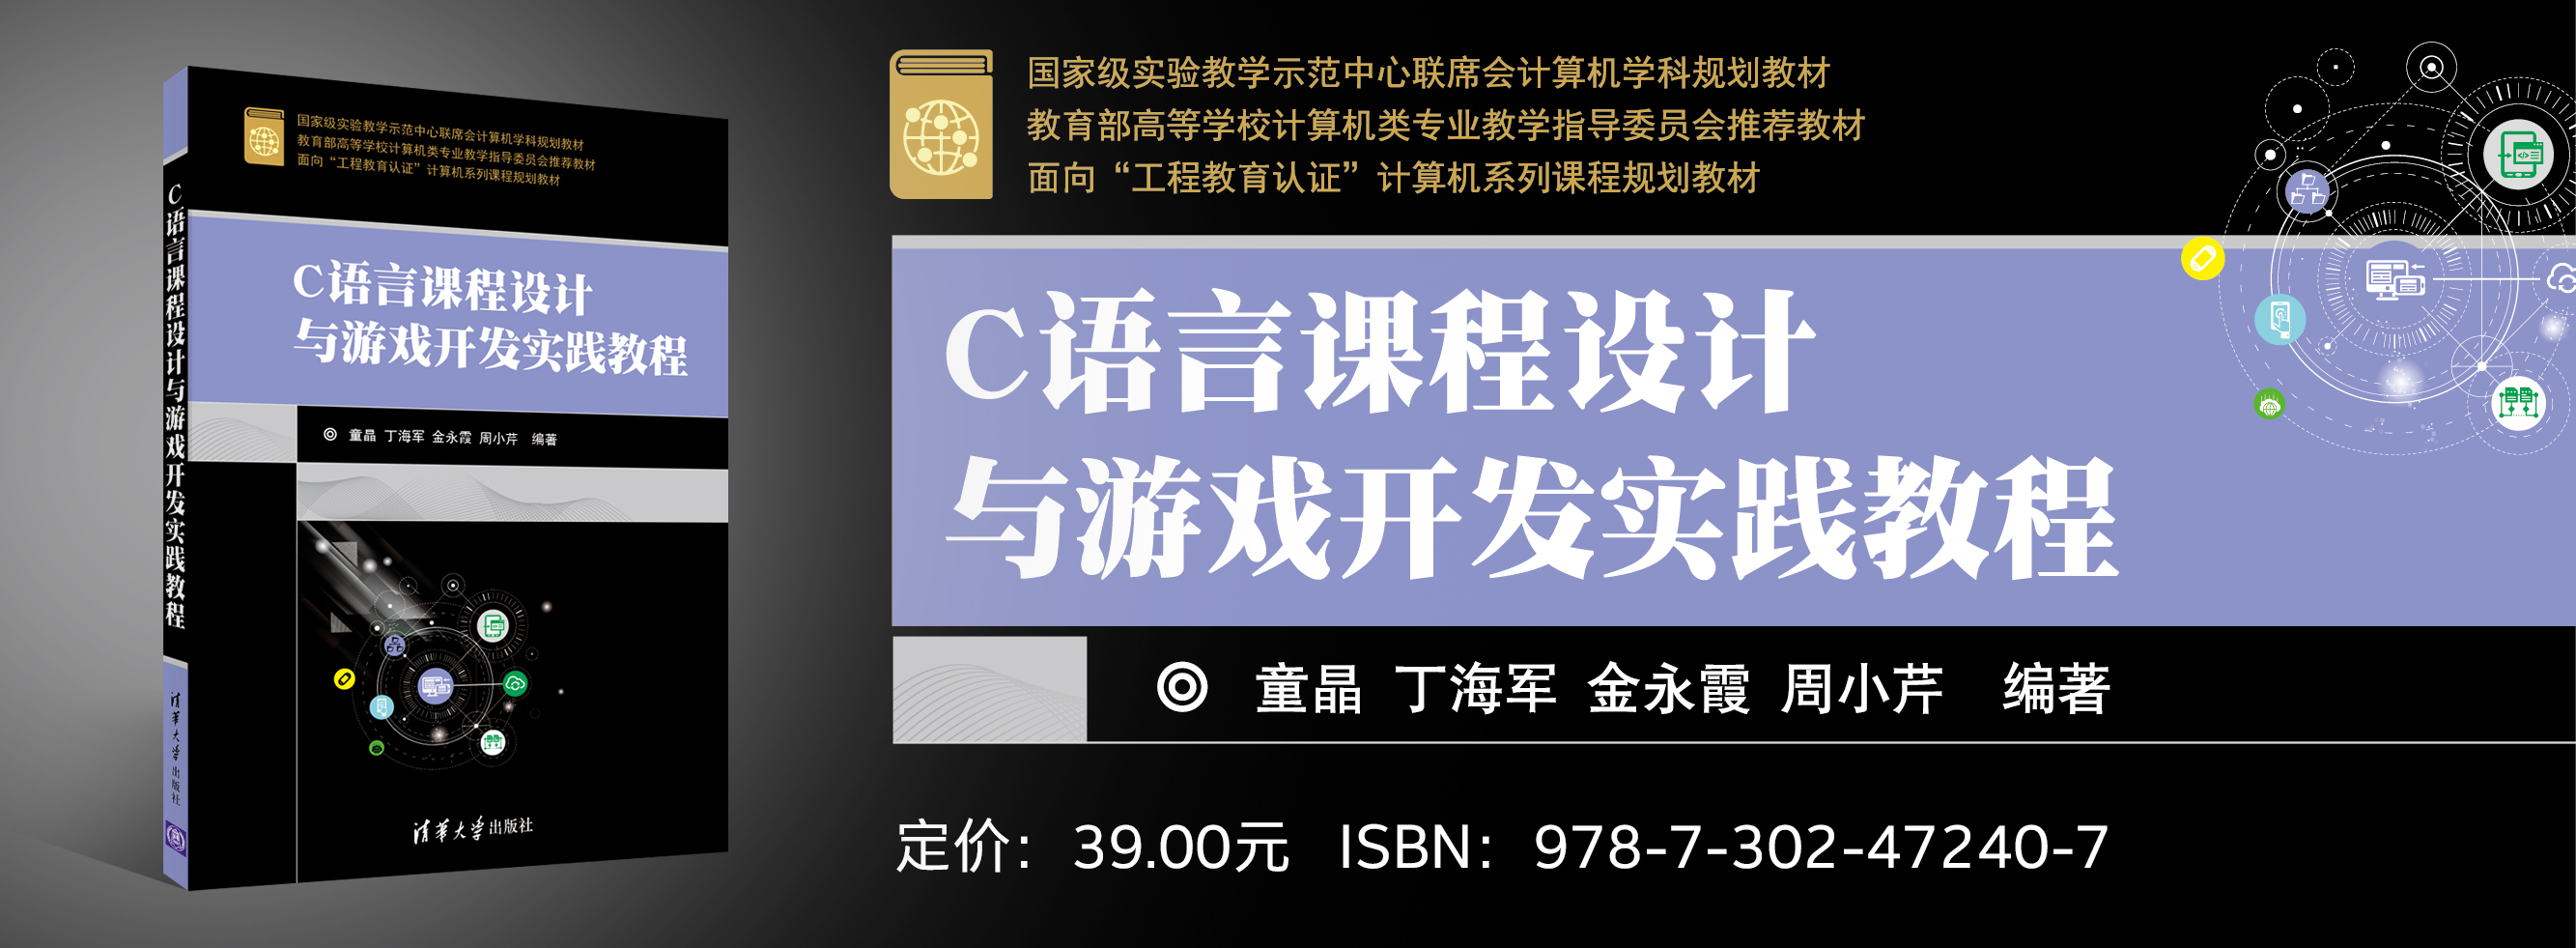 C语言课程设计与游戏开发实践教程
清华大学出版社
国家级实验教学示范中心联席会计算机学科规划教材
教育部高等学校计算机类专业教学指导委员会推荐教材
面向“工程教育认证”计算机系列课程规划教材
C语言课程设计
与游戏开发实践教程
童晶 丁海军 金永霞 周小芹 编著
清华大学出版社
国家级实验教学示范中心联席会计算机学科规划教材
教育部高等学校计算机类专业教学指导委员会推荐教材
面向“工程教育认证”计算机系列课程规划教材
C语言课程设计
与游戏开发实践教程
童晶 丁海军 金永霞 周小芹 编著
定价：39.00元 ISBN：978-7-302-47240-7